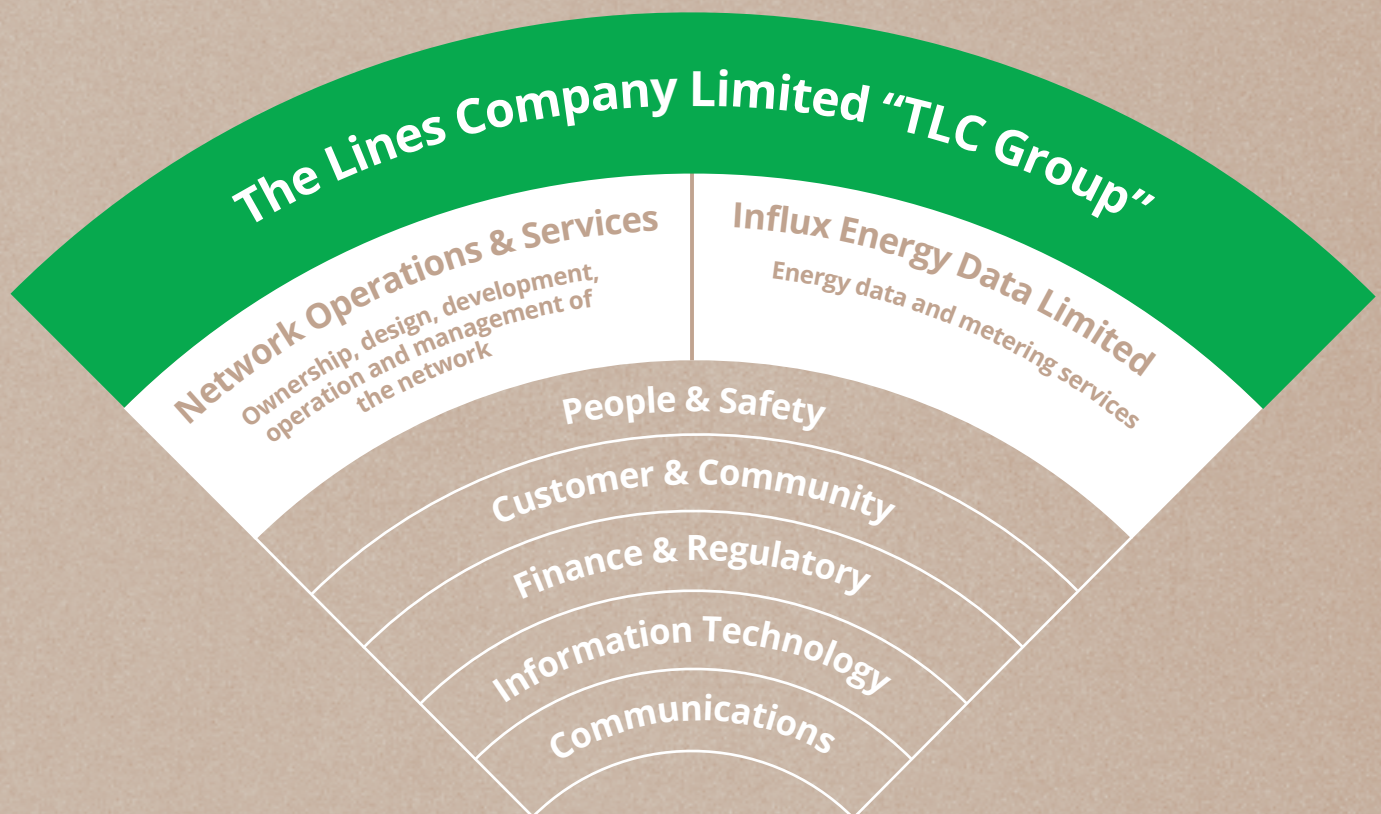 The Lines Company Limited “TLC Group”
Network Operations & Services
Ownership, design, development,
operation and management of
the network
Influx Energy Data Limited
Energy data and metering services
People & Safety
Customer & Community
Finance & Regulatory
Information Technology
Communications